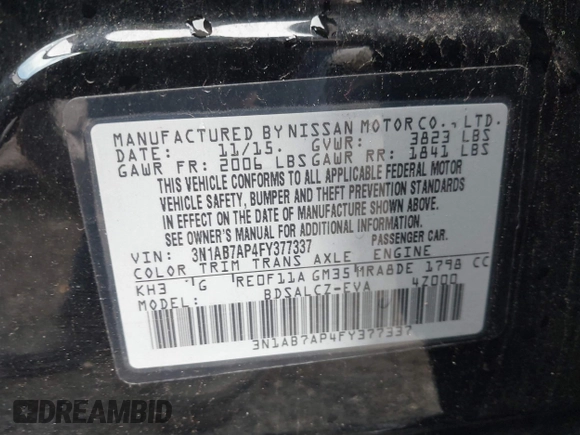 MANUFACTURED BY NISSAN MOTOR CO., LTD.
DATE: 11/15. GVWR: 3823 LBS
GAWR FR: 2006 LBS GAWR RR: 1841 LBS
THIS VEHICLE CONFORMS TO ALL APPLICABLE FEDERAL MOTOR
VEHICLE SAFETY, BUMPER AND THEFT PREVENTION STANDARDS
IN EFFECT ON THE DATE OF MANUFACTURE SHOWN ABOVE.
SEE OWNER'S MANUAL FOR ADDITIONAL INFORMATION.
VIN: 3N1AB7AP4FY377337 PASSENGER CAR.
COLOR TRIM TRANS AXLE ENGINE
KH3 G RE0F11A GM35 MRA8DE 1798 CC
MODEL: BDSALCZ-EVA 4Z000
3N1AB7AP4FY377337
DREAMBID